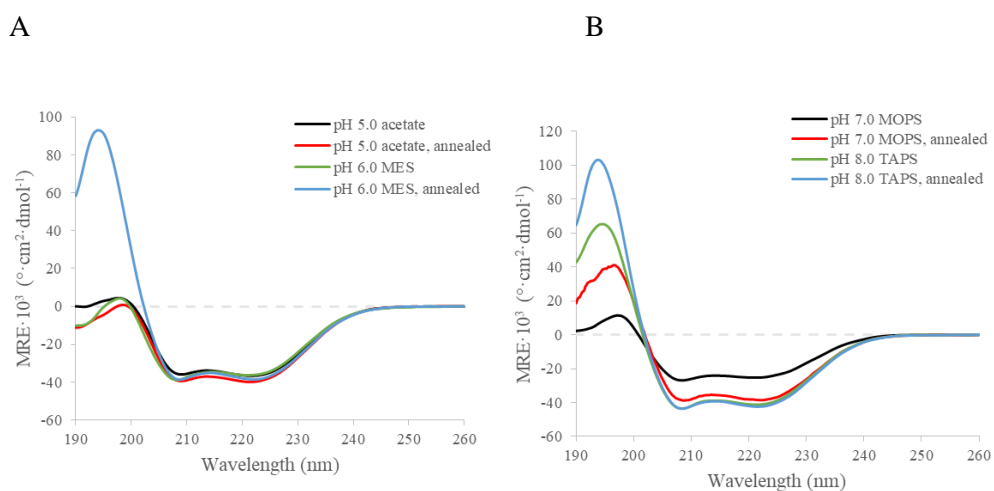 A
B
MRE·10³ (°·cm²·dmol⁻¹)
100
80
60
40
20
0
-20
-40
-60
190 200 210 220 230 240 250 260
Wavelength (nm)
pH 5.0 acetate
pH 5.0 acetate, annealed
pH 6.0 MES
pH 6.0 MES, annealed
MRE·10³ (°·cm²·dmol⁻¹)
120
100
80
60
40
20
0
-20
-40
-60
190 200 210 220 230 240 250 260
Wavelength (nm)
pH 7.0 MOPS
pH 7.0 MOPS, annealed
pH 8.0 TAPS
pH 8.0 TAPS, annealed